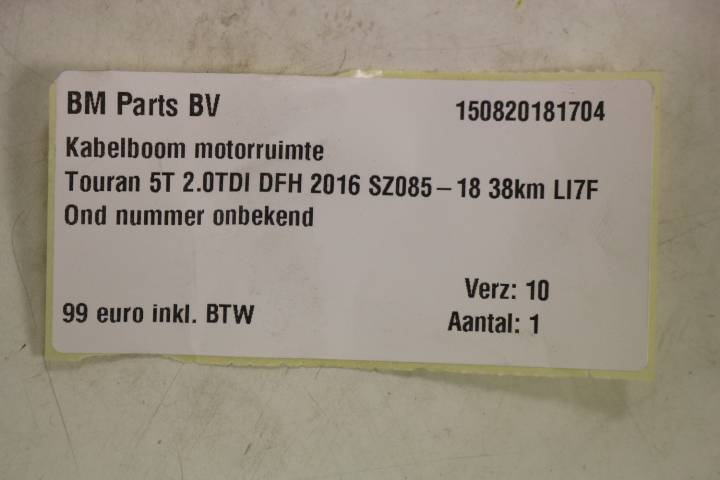 BM Parts BV 150820181704
Kabelboom motorruimte
Touran 5T 2.0TDI DFH 2016 SZ085-18 38km LI7F
Ond nummer onbekend
Verz: 10
99 euro inkl. BTW Aantal: 1